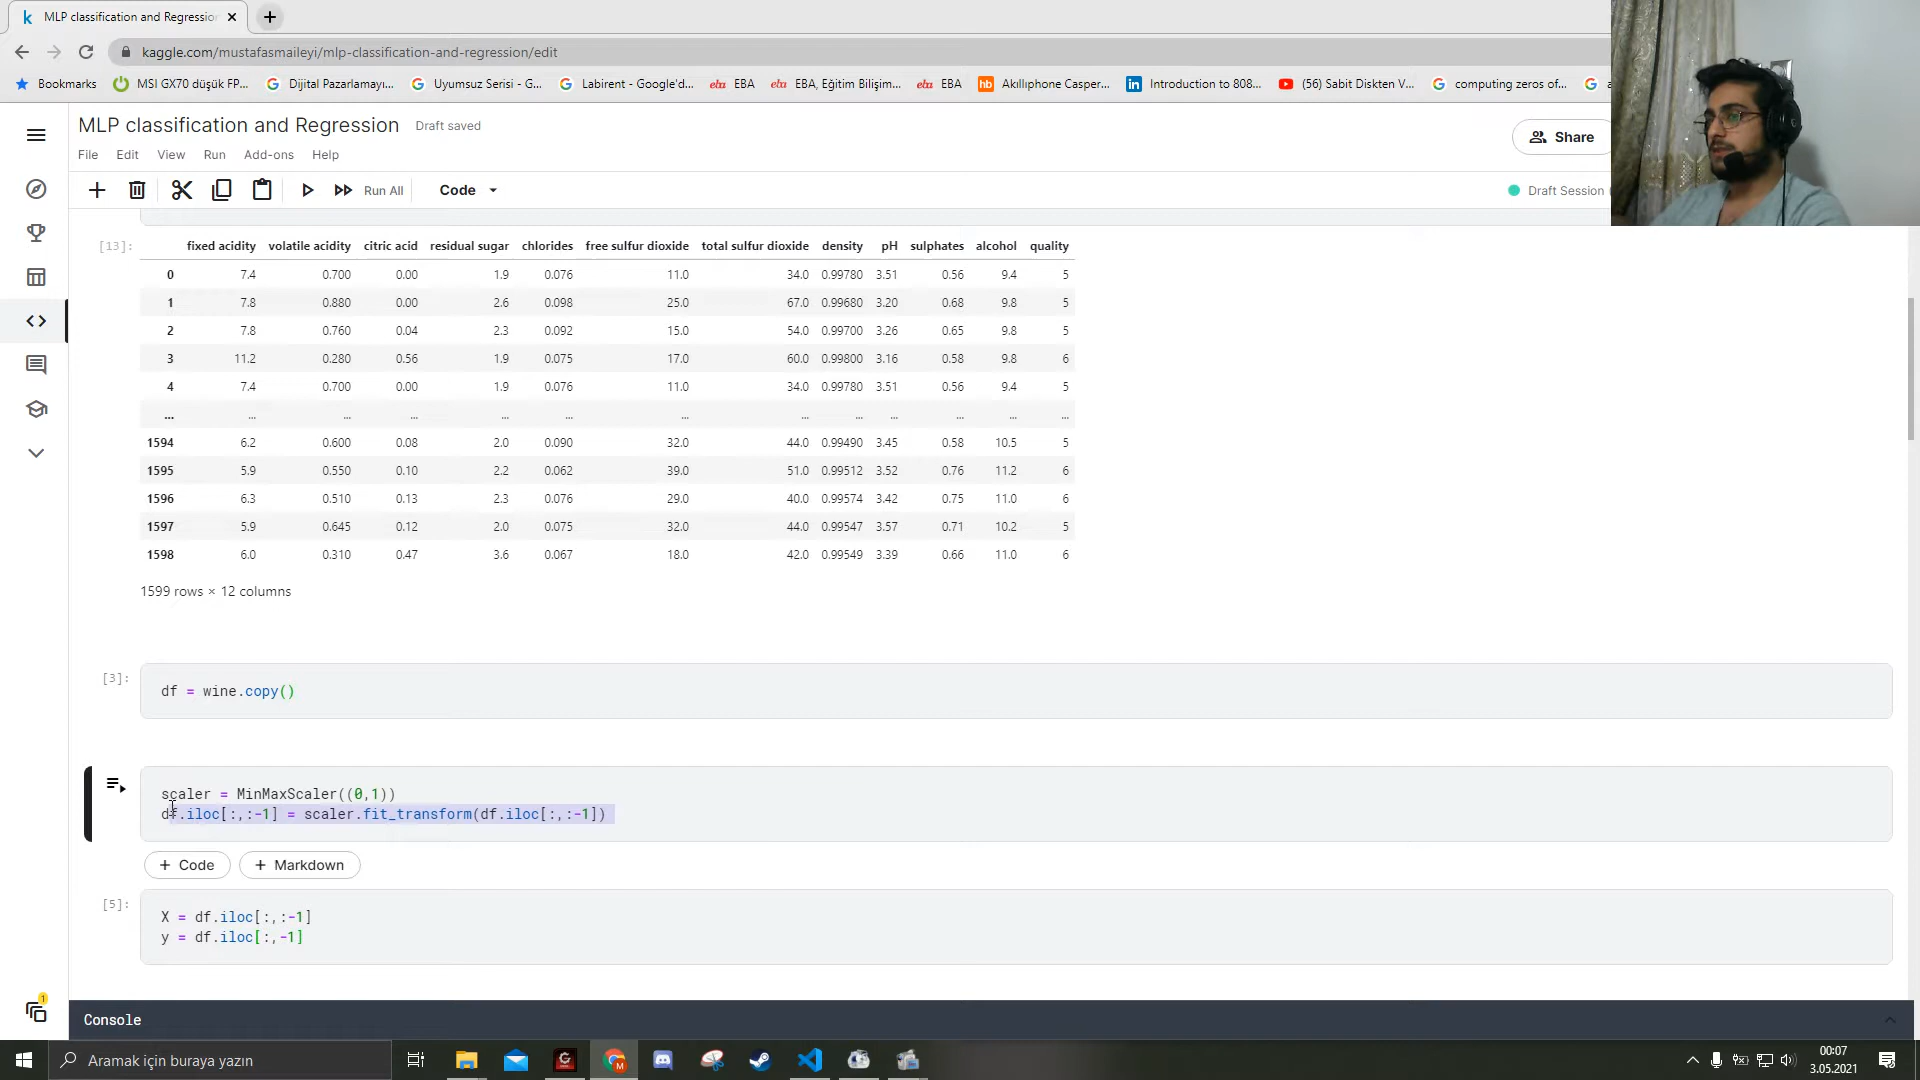 MLP classification and Regression
kaggle.com/mustafasmaileyi/mlp-classification-and-regression/edit
Bookmarks MSI GX70 düşük FP... Dijital Pazarlamayı... Uyumsuz Serisi - G... Labirent - Google'd... EBA EBA, Eğitim Bilişim... EBA Akıllıphone Casper... Introduction to 808... (56) Sabit Diskten V... computing zeros of...
MLP classification and Regression Draft saved
Share
File Edit View Run Add-ons Help
Run All Code
Draft Session
[13]:
fixed acidity volatile acidity citric acid residual sugar chlorides free sulfur dioxide total sulfur dioxide density pH sulphates alcohol quality
0 7.4 0.700 0.00 1.9 0.076 11.0 34.0 0.99780 3.51 0.56 9.4 5
1 7.8 0.880 0.00 2.6 0.098 25.0 67.0 0.99680 3.20 0.68 9.8 5
2 7.8 0.760 0.04 2.3 0.092 15.0 54.0 0.99700 3.26 0.65 9.8 5
3 11.2 0.280 0.56 1.9 0.075 17.0 60.0 0.99800 3.16 0.58 9.8 6
4 7.4 0.700 0.00 1.9 0.076 11.0 34.0 0.99780 3.51 0.56 9.4 5
... ... ... ... ... ... ... ... ... ... ... ... ...
1594 6.2 0.600 0.08 2.0 0.090 32.0 44.0 0.99490 3.45 0.58 10.5 5
1595 5.9 0.550 0.10 2.2 0.062 39.0 51.0 0.99512 3.52 0.76 11.2 6
1596 6.3 0.510 0.13 2.3 0.076 29.0 40.0 0.99574 3.42 0.75 11.0 6
1597 5.9 0.645 0.12 2.0 0.075 32.0 44.0 0.99547 3.57 0.71 10.2 5
1598 6.0 0.310 0.47 3.6 0.067 18.0 42.0 0.99549 3.39 0.66 11.0 6
1599 rows × 12 columns
[3]:
df = wine.copy()
scaler = MinMaxScaler((0,1))
df.iloc[:,:-1] = scaler.fit_transform(df.iloc[:,:-1])
+ Code + Markdown
[5]:
X = df.iloc[:,:-1]
y = df.iloc[:,-1]
1
Console
Aramak için buraya yazın
00:07
3.05.2021